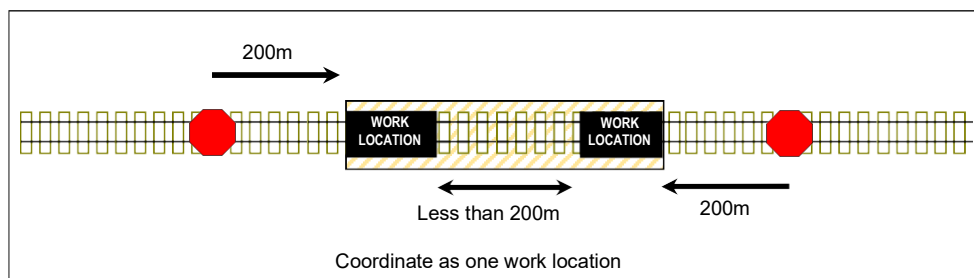 200m
WORK
LOCATION
WORK
LOCATION
Less than 200m
200m
Coordinate as one work location